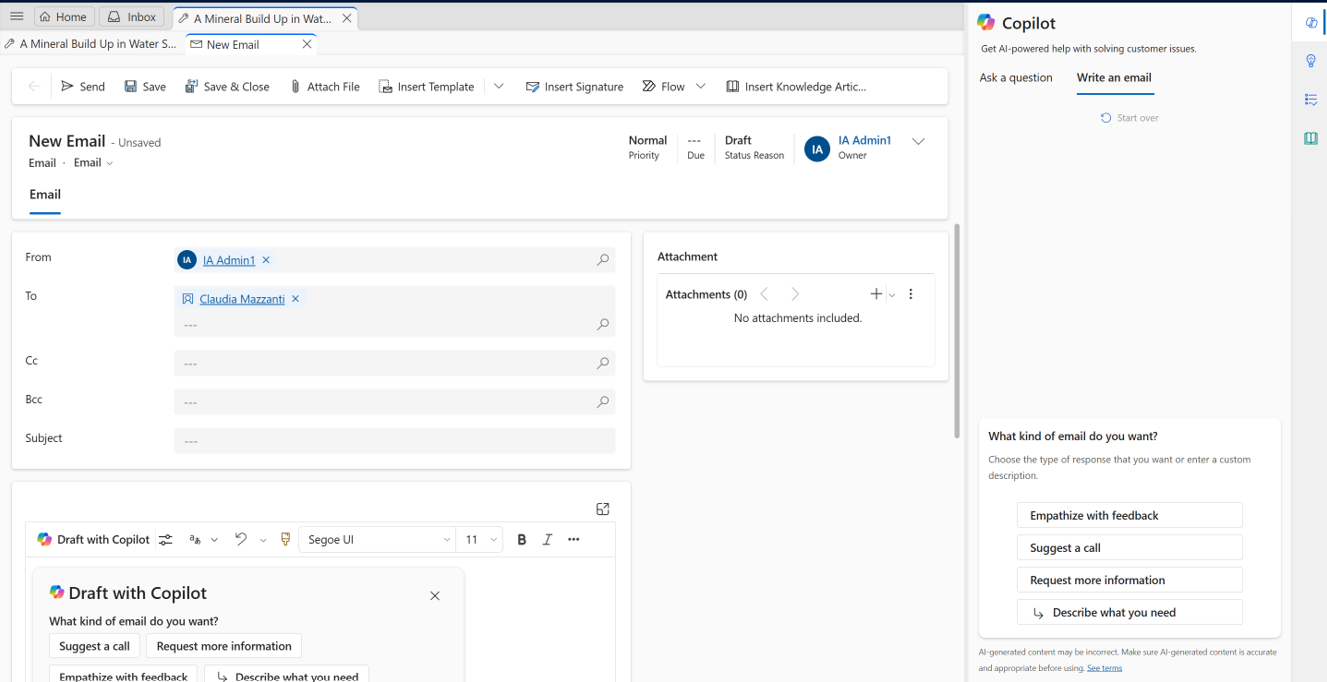 Home
Inbox
A Mineral Build Up in Wat...
A Mineral Build Up in Water S...
New Email
Send
Save
Save & Close
Attach File
Insert Template
Insert Signature
Flow
Insert Knowledge Artic...
New Email - Unsaved
Email · Email
Normal
Priority
---
Due
Draft
Status Reason
IA
IA Admin1
Owner
Email
From
IA
IA Admin1
To
Claudia Mazzanti
---
Cc
---
Bcc
---
Subject
---
Attachment
Attachments (0)
No attachments included.
Draft with Copilot
Segoe UI
11
B
I
Draft with Copilot
What kind of email do you want?
Suggest a call
Request more information
Empathize with feedback
Describe what you need
Copilot
Get AI-powered help with solving customer issues.
Ask a question
Write an email
Start over
What kind of email do you want?
Choose the type of response that you want or enter a custom
description.
Empathize with feedback
Suggest a call
Request more information
Describe what you need
AI-generated content may be incorrect. Make sure AI-generated content is accurate
and appropriate before using. See terms